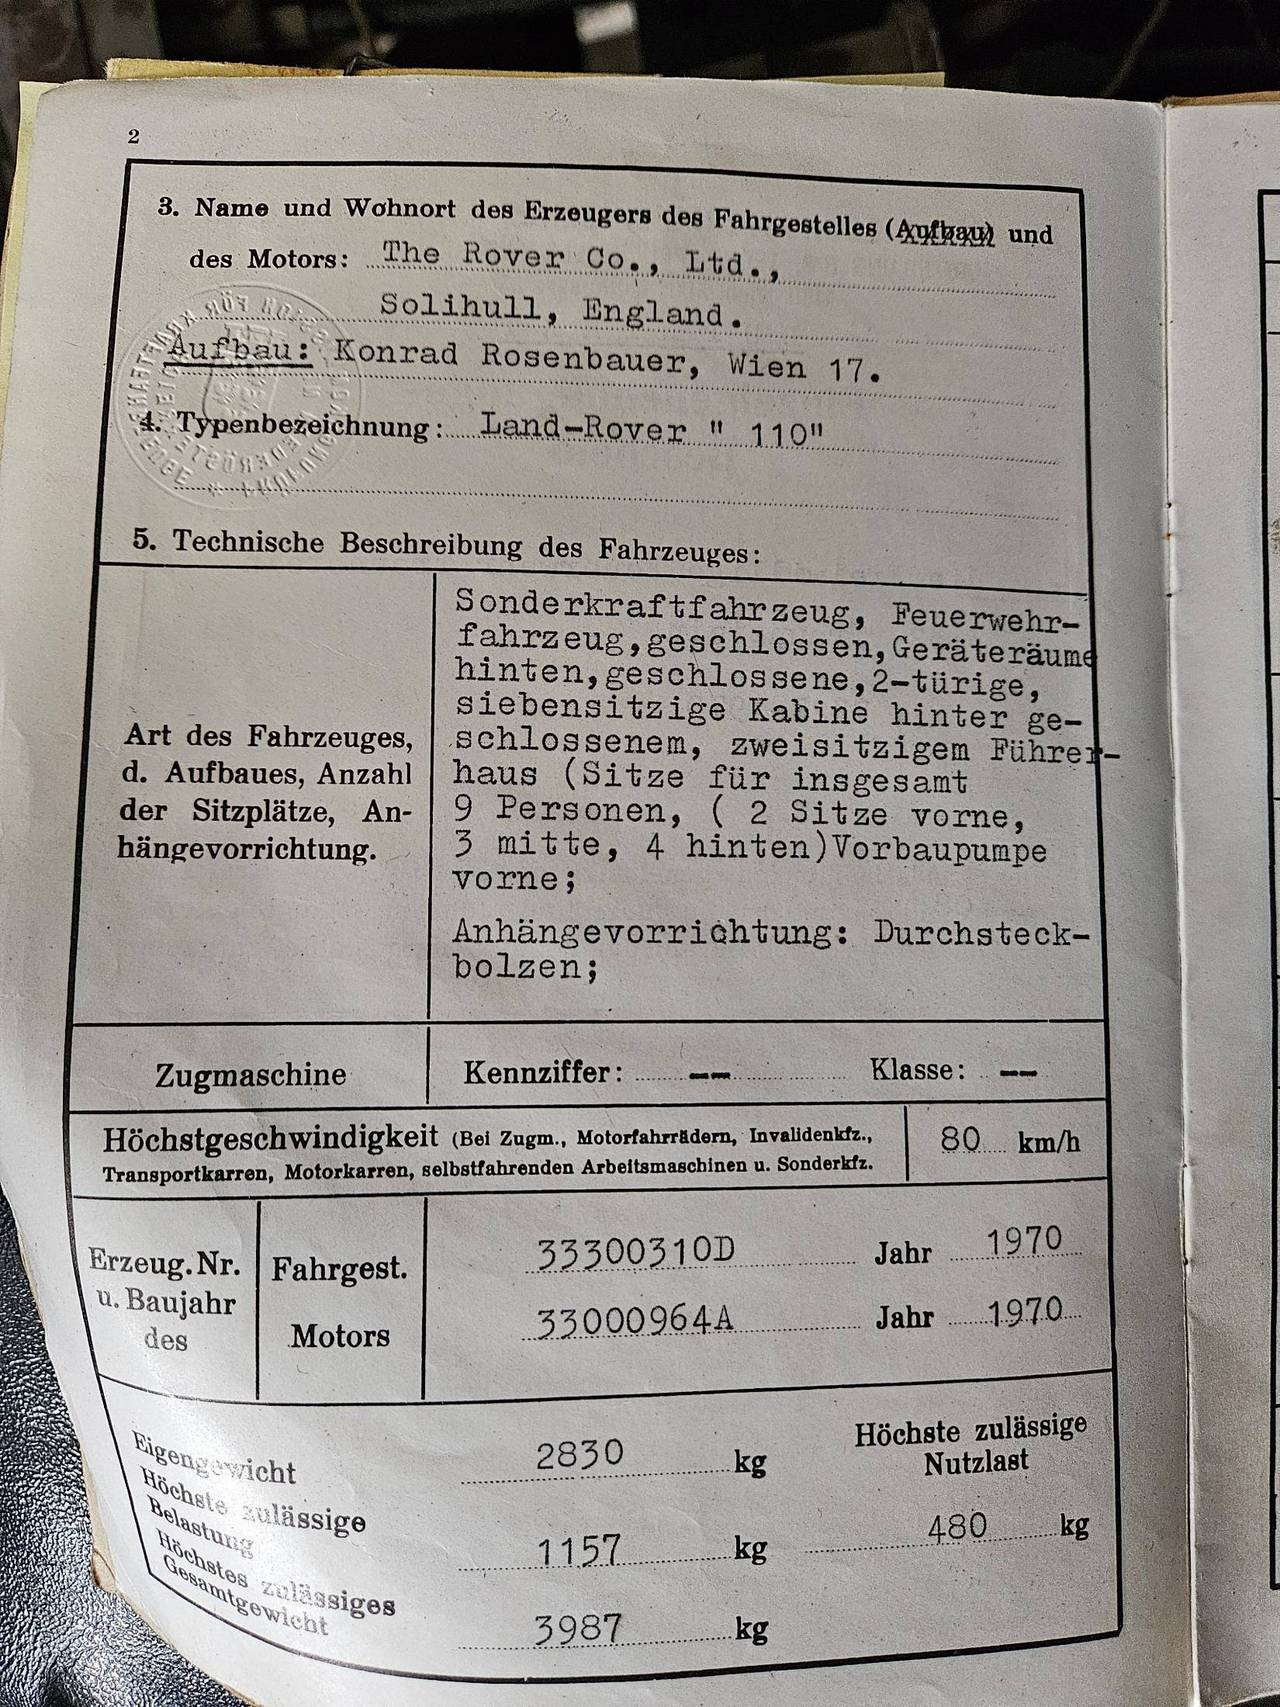 2
3. Name und Wohnort des Erzeugers des Fahrgestelles (Aufbau) und
des Motors: The Rover Co., Ltd.,
Solihull, England.
Aufbau: Konrad Rosenbauer, Wien 17.
4. Typenbezeichnung: Land-Rover " 110"
5. Technische Beschreibung des Fahrzeuges:
Art des Fahrzeuges,
d. Aufbaues, Anzahl
der Sitzplätze, An-
hängevorrichtung.
Sonderkraftfahrzeug, Feuerwehr-
fahrzeug,geschlossen,Geräteräume
hinten,geschlossene,2-türige,
siebensitzige Kabine hinter ge-
schlossenem, zweisitzigem Führer-
haus (Sitze für insgesamt
9 Personen, ( 2 Sitze vorne,
3 mitte, 4 hinten)Vorbaupumpe
vorne;
Anhängevorrichtung: Durchsteck-
bolzen;
Zugmaschine Kennziffer: -- Klasse: --
Höchstgeschwindigkeit (Bei Zugm., Motorfahrrädern, Invalidenkfz.,
Transportkarren, Motorkarren, selbstfahrenden Arbeitsmaschinen u. Sonderkfz.
80 km/h
Erzeug.Nr.
u. Baujahr
des
Fahrgest. 33300310D Jahr 1970
Motors 33000964A Jahr 1970
Eigengewicht 2830 kg
Höchste zulässige
Belastung 1157 kg
Höchste zulässige
Nutzlast
480 kg
Höchstes zulässiges
Gesamtgewicht 3987 kg